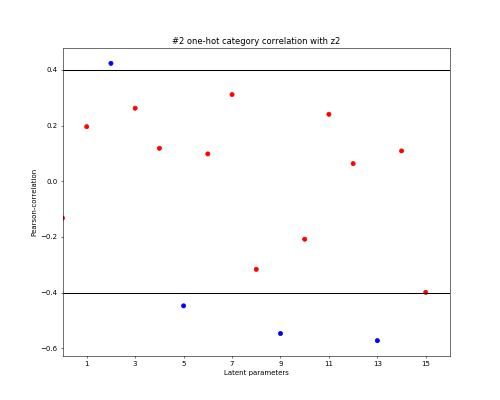 #2 one-hot category correlation with z2
0.4
0.2
0.0
−0.2
−0.4
−0.6
Pearson-correlation
1 3 5 7 9 11 13 15
Latent parameters